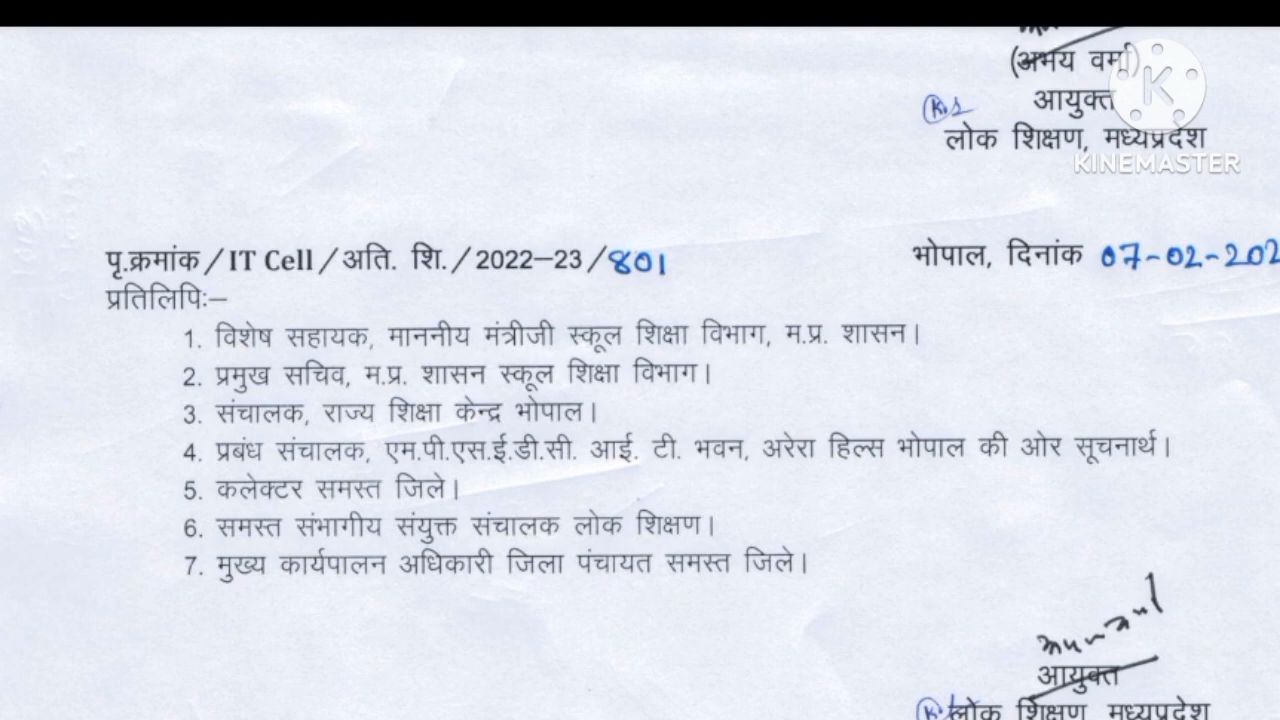 (अभय वर्मा)
आयुक्त
लोक शिक्षण, मध्यप्रदेश
KINEMASTER
पृ.क्रमांक/IT Cell/अति. शि./2022–23/801
भोपाल, दिनांक 07-02-202
प्रतिलिपिः–
1. विशेष सहायक, माननीय मंत्रीजी स्कूल शिक्षा विभाग, म.प्र. शासन।
2. प्रमुख सचिव, म.प्र. शासन स्कूल शिक्षा विभाग।
3. संचालक, राज्य शिक्षा केन्द्र भोपाल।
4. प्रबंध संचालक, एम.पी.एस.ई.डी.सी. आई. टी. भवन, अरेरा हिल्स भोपाल की ओर सूचनार्थ।
5. कलेक्टर समस्त जिले।
6. समस्त संभागीय संयुक्त संचालक लोक शिक्षण।
7. मुख्य कार्यपालन अधिकारी जिला पंचायत समस्त जिले।
आयुक्त
लोक शिक्षण, मध्यप्रदेश